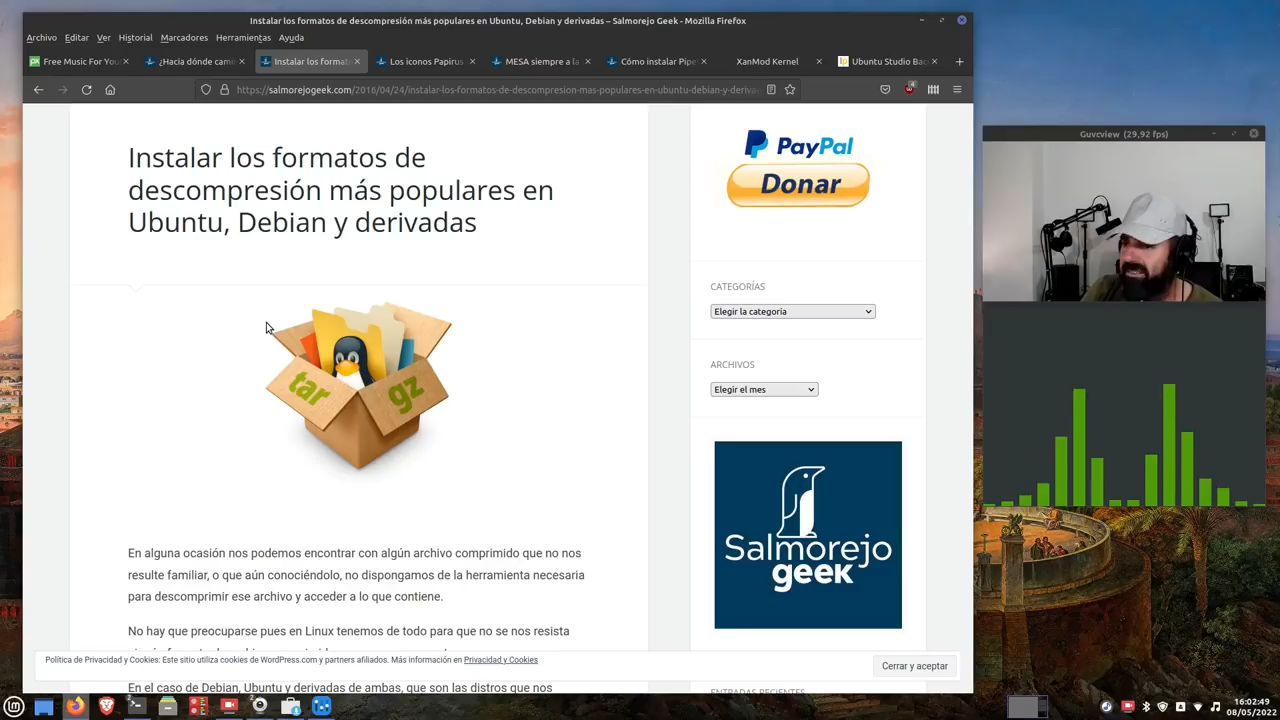 Instalar los formatos de descompresión más populares en Ubuntu, Debian y derivadas – Salmorejo Geek - Mozilla Firefox
Archivo Editar Ver Historial Marcadores Herramientas Ayuda
Free Music For You
¿Hacia dónde cami
Instalar los format
Los iconos Papirus
MESA siempre a la
Cómo instalar Pipe
XanMod Kernel
Ubuntu Studio Bac
https://salmorejogeek.com/2016/04/24/instalar-los-formatos-de-descompresion-mas-populares-en-ubuntu-debian-y-deriva
Guvcview (29,92 fps)
Instalar los formatos de
descompresión más populares en
Ubuntu, Debian y derivadas
tar
gz
En alguna ocasión nos podemos encontrar con algún archivo comprimido que no nos
resulte familiar, o que aún conociéndolo, no dispongamos de la herramienta necesaria
para descomprimir ese archivo y acceder a lo que contiene.
No hay que preocuparse pues en Linux tenemos de todo para que no se nos resista
En el caso de Debian, Ubuntu y derivadas de ambas, que son las distros que nos
PayPal
Donar
CATEGORÍAS
Elegir la categoría
ARCHIVOS
Elegir el mes
Salmorejo
geek
ENTRADAS RECIENTES
Política de Privacidad y Cookies: Este sitio utiliza cookies de WordPress.com y partners afiliados. Más información en Privacidad y Cookies
Cerrar y aceptar
16:02:49
08/05/2022